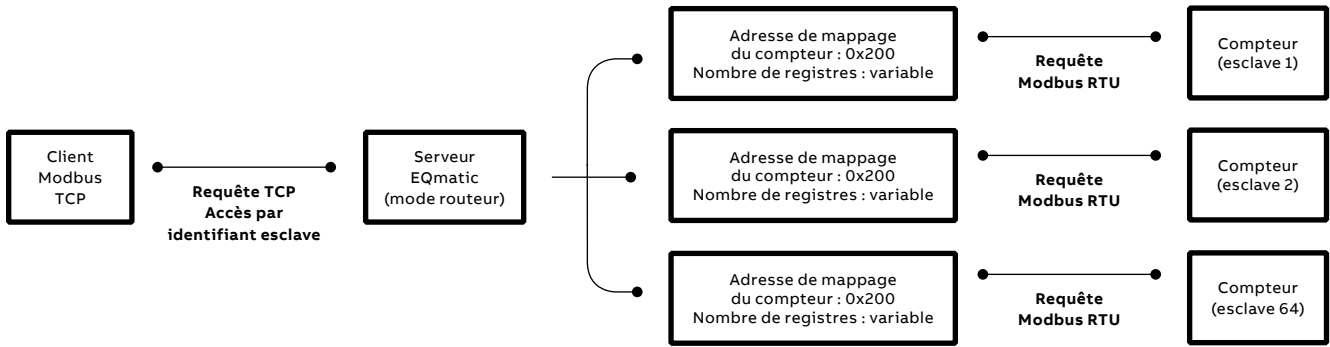 Client
Modbus
TCP
Requête TCP
Accès par
identifiant esclave
Serveur
EQmatic
(mode routeur)
Adresse de mappage
du compteur : 0x200
Nombre de registres : variable
Requête
Modbus RTU
Compteur
(esclave 1)
Adresse de mappage
du compteur : 0x200
Nombre de registres : variable
Requête
Modbus RTU
Compteur
(esclave 2)
Adresse de mappage
du compteur : 0x200
Nombre de registres : variable
Requête
Modbus RTU
Compteur
(esclave 64)